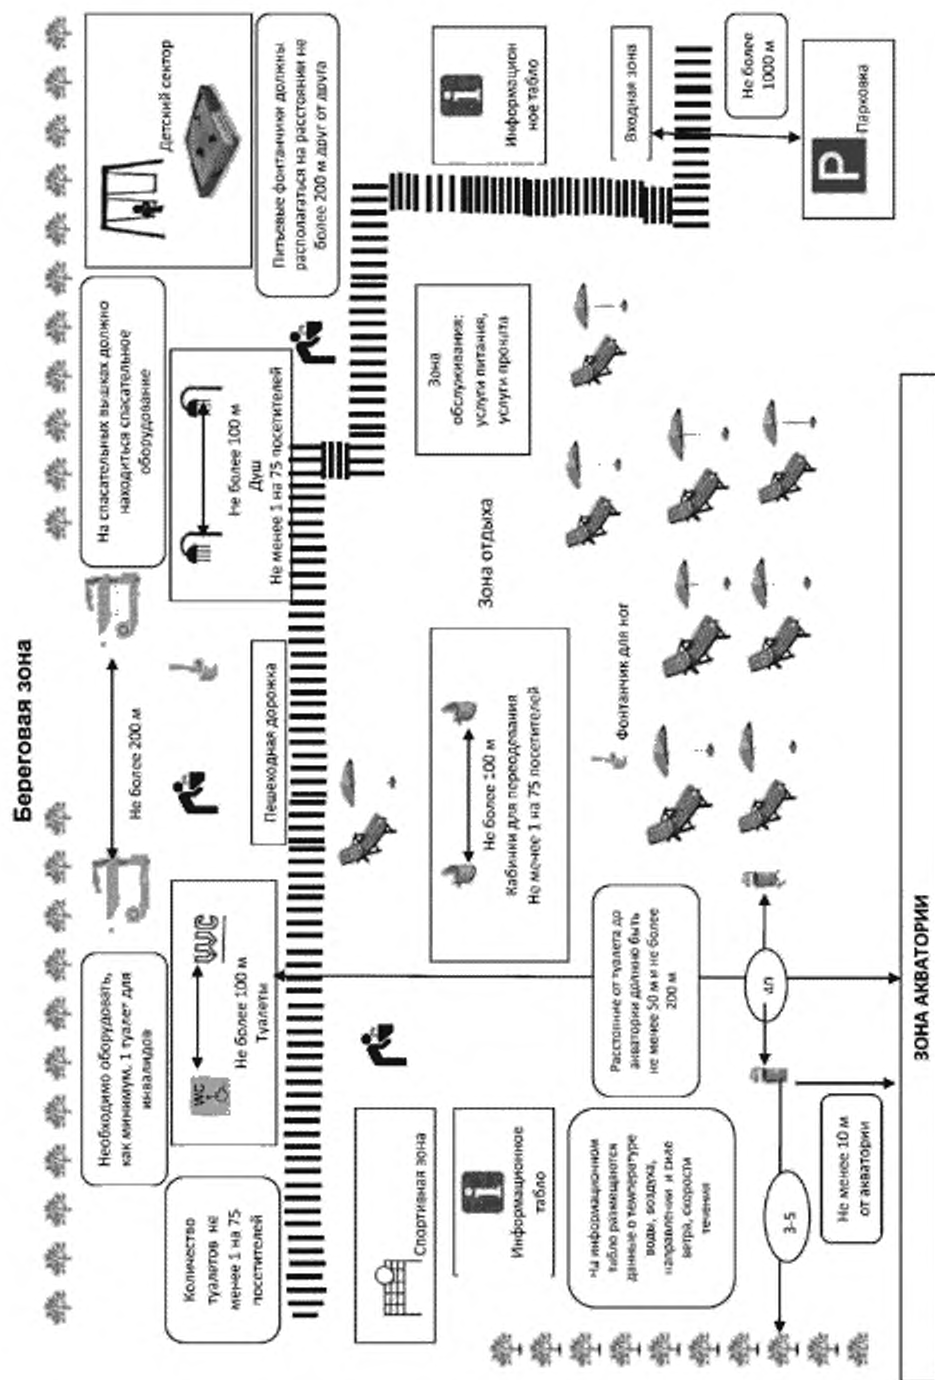 Береговая зона
Необходимо оборудовать,
как минимум, 1 туалет для
инвалидов
Не более 200 м
На спасательных вышках должно
находиться спасательное
оборудование
Детский сектор
Количество
туалетов не
менее 1 на 75
посетителей
WC
WC
Не более 100 м
Туалеты
Пешеходная дорожка
Не более 100 м
Душ
Не менее 1 на 75 посетителей
Питьевые фонтанчики должны
располагаться на расстоянии не
более 200 м друг от друга
Спортивная зона
i
Информационное
табло
Не более 100 м
Кабинки для переодевания
Не менее 1 на 75 посетителей
Зона отдыха
Зона
обслуживания:
услуги питания,
услуги проката
i
Информацион
ное табло
На информационном
табло размещаются
данные о температуре
воды, воздуха,
направлении и силе
ветра, скорости
течения
Расстояние от туалета до
акватории должно быть
не менее 50 м и не более
200 м
Фонтанчик для ног
Входная зона
Не более
1000 м
P
Парковка
3-5
40
Не менее 10 м
от акватории
ЗОНА АКВАТОРИИ